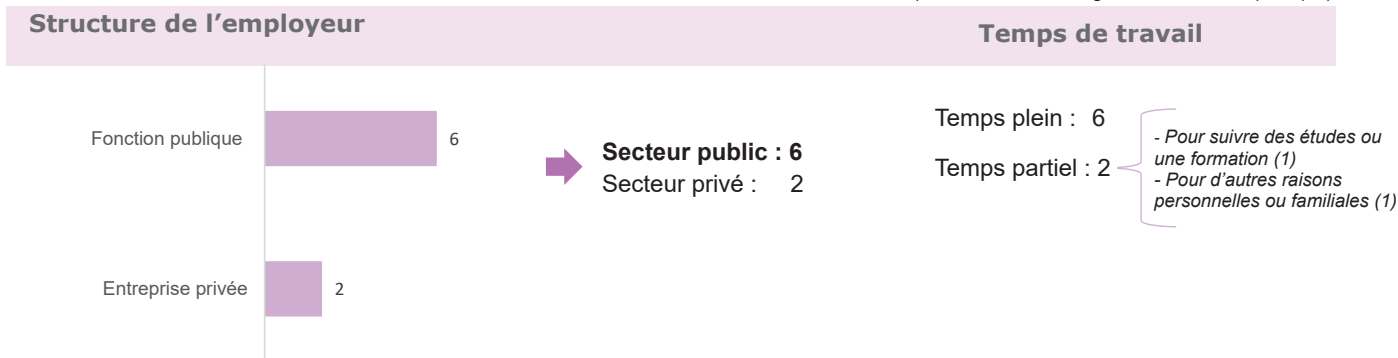 Structure de l'employeur
Temps de travail
Fonction publique
6
Entreprise privée
2
Secteur public : 6
Secteur privé : 2
Temps plein : 6
Temps partiel : 2
- Pour suivre des études ou
une formation (1)
- Pour d'autres raisons
personnelles ou familiales (1)